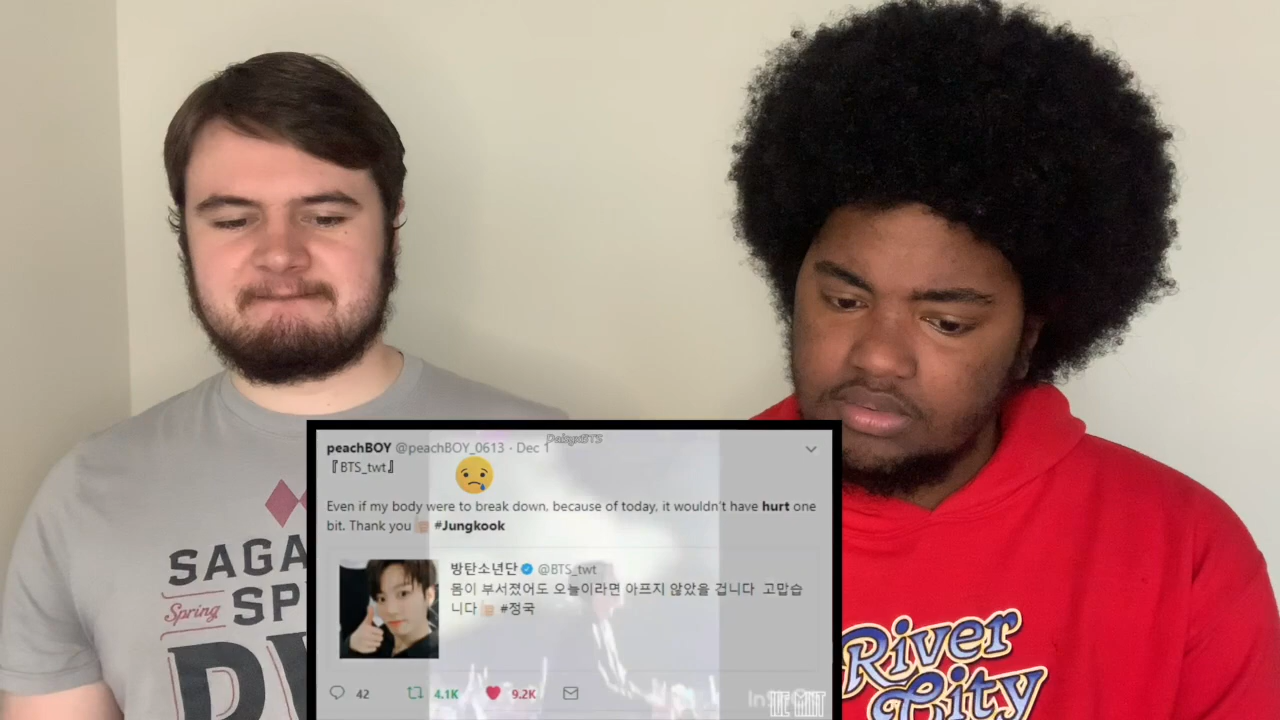 peachBOY @peachBOY_0613 · Dec 1
『BTS_twt』
Even if my body were to break down, because of today, it wouldn't have hurt one
bit. Thank you #Jungkook
방탄소년단 @BTS_twt
몸이 부서졌어도 오늘이라면 아프지 않았을 겁니다 고맙습
니다 #정국
42 4.1K 9.2K
SAGA
Spring
SP
River
City